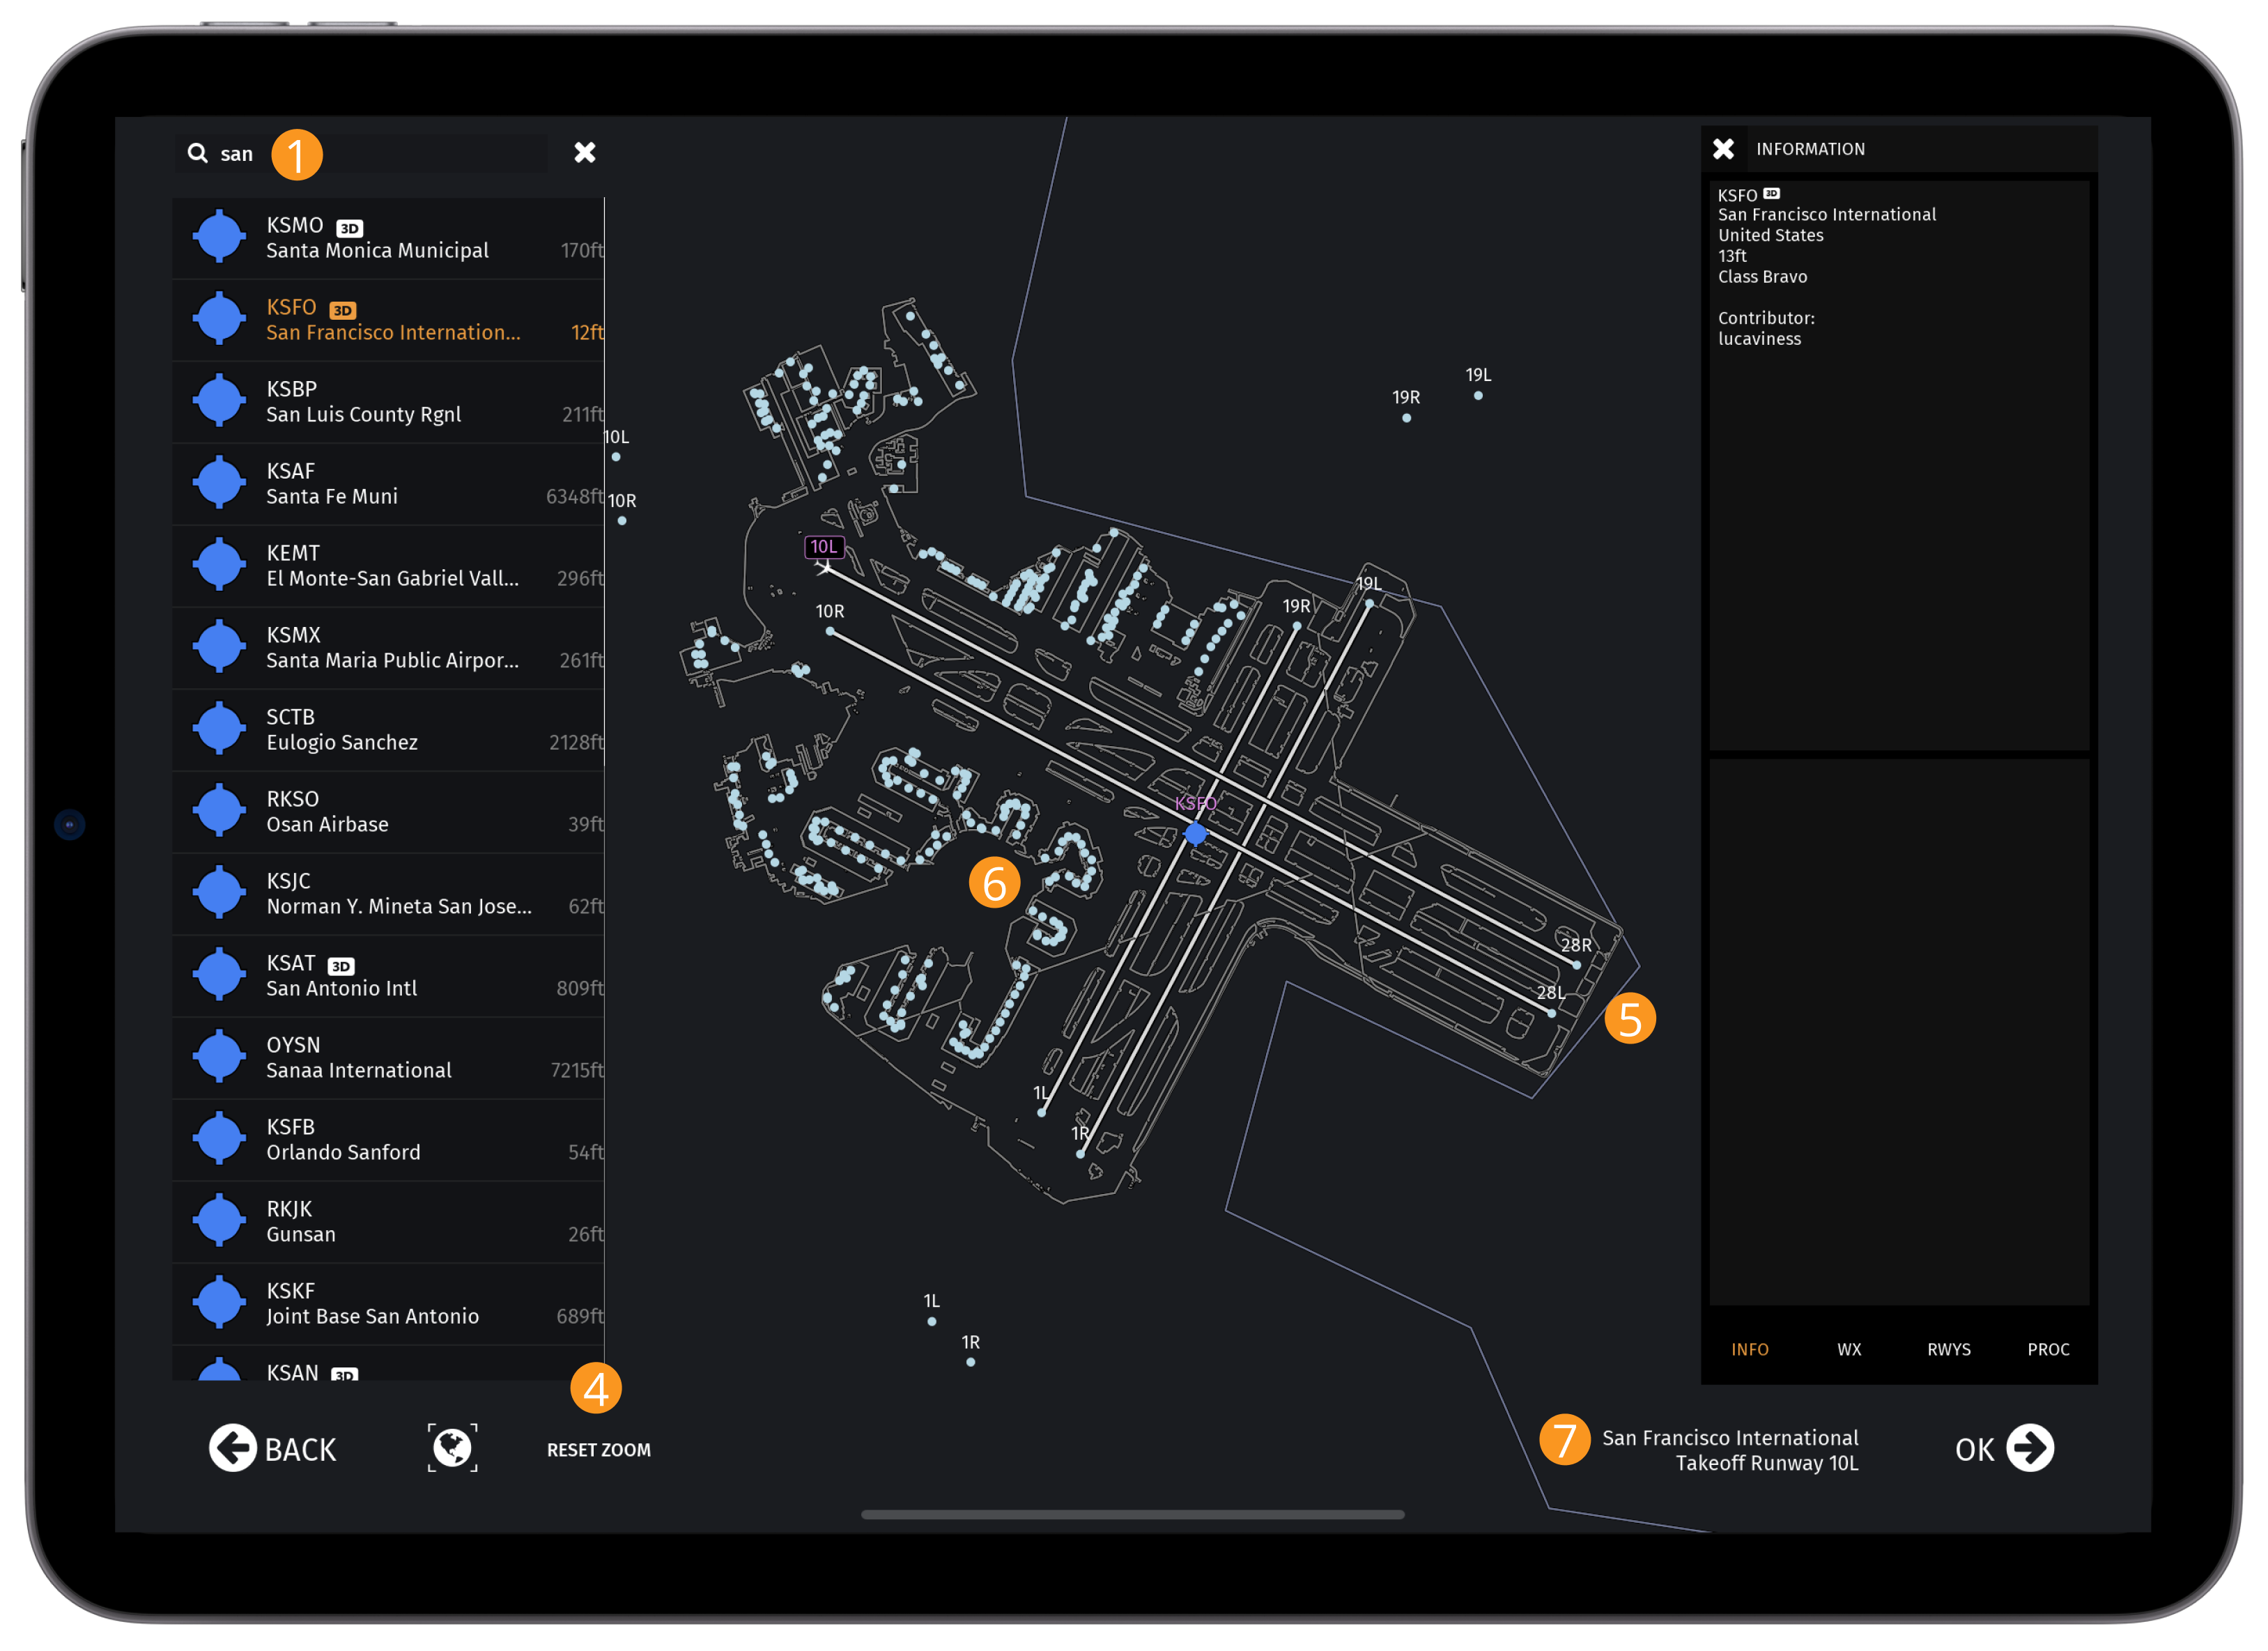 san
1
KSMO 3D
Santa Monica Municipal 170ft
KSFO 3D
San Francisco Internation... 12ft
KSBP
San Luis County Rgnl 211ft
KSAF
Santa Fe Muni 6348ft
KEMT
El Monte-San Gabriel Vall... 296ft
KSMX
Santa Maria Public Airpor... 261ft
SCTB
Eulogio Sanchez 2128ft
RKSO
Osan Airbase 39ft
KSJC
Norman Y. Mineta San Jose... 62ft
KSAT 3D
San Antonio Intl 809ft
OYSN
Sanaa International 7215ft
KSFB
Orlando Sanford 54ft
RKJK
Gunsan 26ft
KSKF
Joint Base San Antonio 689ft
KSAN 3D
4
BACK
RESET ZOOM
19L
19R
10L
10R
10L
19L
19R
10R
KSFO
6
28R
28L
5
1L
1R
1L
1R
INFORMATION
KSFO 3D
San Francisco International
United States
13ft
Class Bravo
Contributor:
lucaviness
INFO WX RWYS PROC
7
San Francisco International
Takeoff Runway 10L
OK